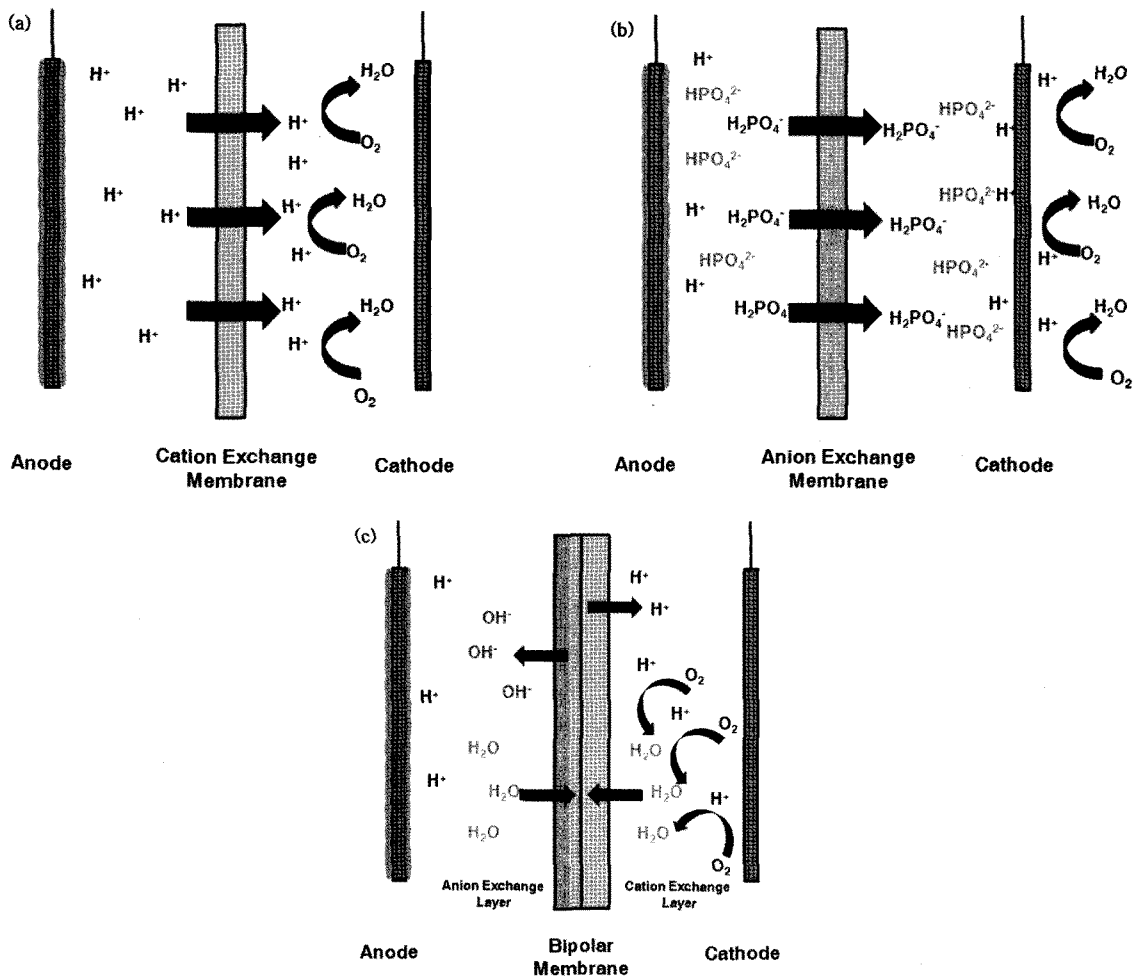 (a)
H₂O
H⁺
H⁺
H⁺
H⁺
O₂
H⁺
H⁺
H₂O
H⁺
H⁺
O₂
H⁺
H⁺
H⁺
H₂O
H⁺
H⁺
O₂
Anode
Cation Exchange
Membrane
Cathode
(b)
H⁺
H₂O
H⁺
HPO₄²⁻
HPO₄²⁻
H₂PO₄⁻
H₂PO₄⁻
H⁺
O₂
HPO₄²⁻
HPO₄²⁻
H⁺
H₂O
H⁺
H₂PO₄⁻
H₂PO₄⁻
O₂
HPO₄²⁻
H⁺
HPO₄²⁻
H⁺
H₂PO₄
H⁺
H₂O
H₂PO₄⁻
H⁺
HPO₄²⁻
O₂
Anode
Anion Exchange
Membrane
Cathode
(c)
H⁺
H⁺
H⁺
OH⁻
OH⁻
H⁺
O₂
OH⁻
H⁺
H⁺
O₂
H₂O
H₂O
H⁺
H₂O
H₂O
H⁺
H₂O
H₂O
O₂
Anion Exchange
Layer
Cation Exchange
Layer
Anode
Bipolar
Membrane
Cathode